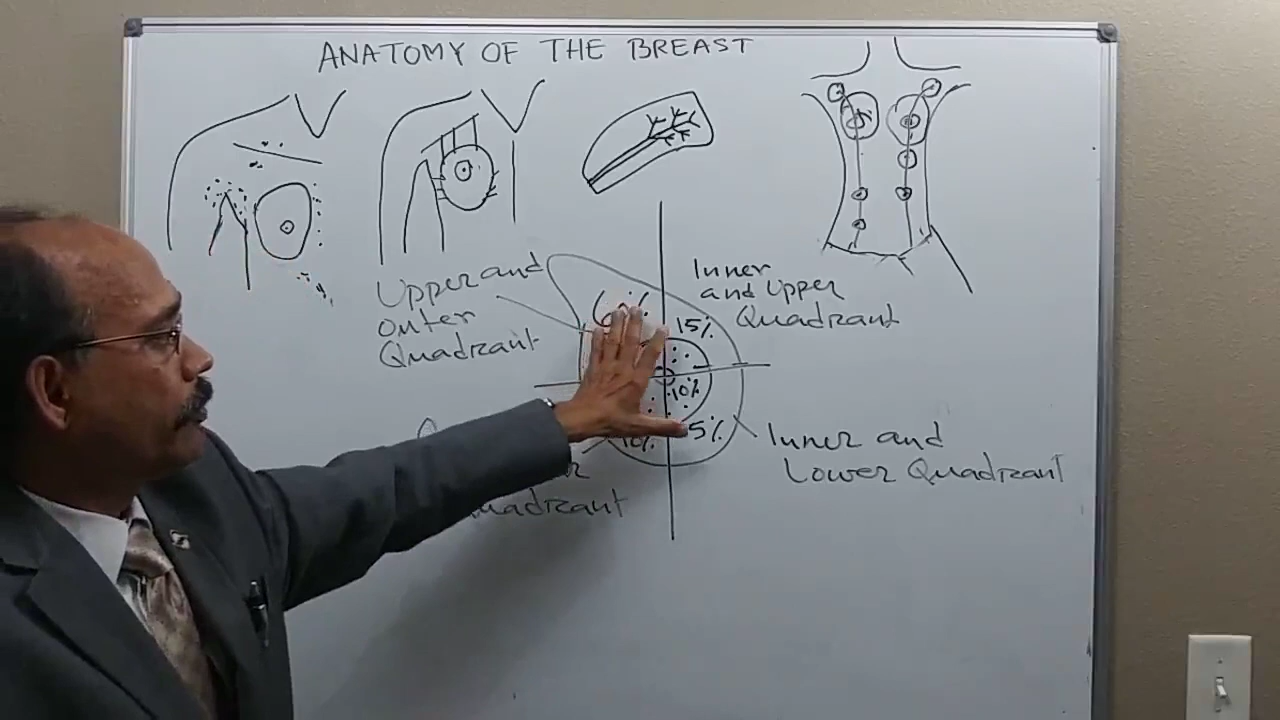 ANATOMY OF THE BREAST
Upper and
outer
Quadrant
Inner
and Upper
Quadrant
15%
10%
5%
10%
Inner and
Lower Quadrant